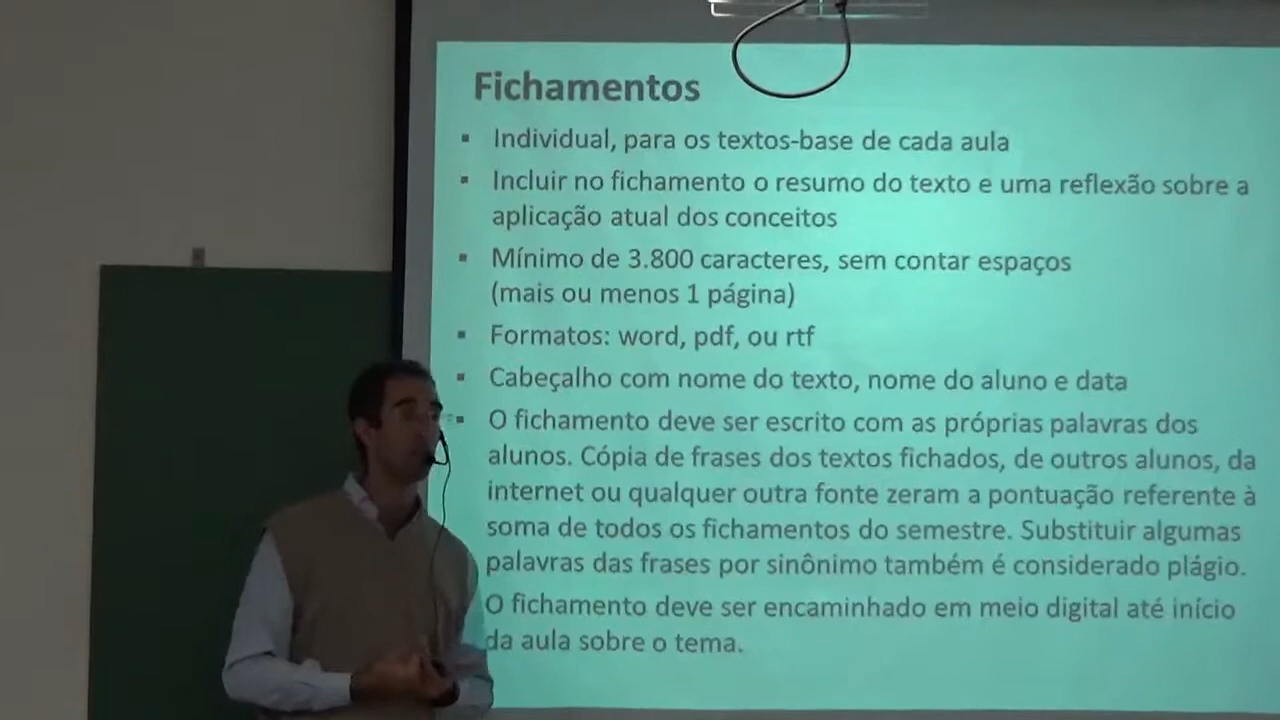 Fichamentos
▪ Individual, para os textos-base de cada aula
▪ Incluir no fichamento o resumo do texto e uma reflexão sobre a
aplicação atual dos conceitos
▪ Mínimo de 3.800 caracteres, sem contar espaços
(mais ou menos 1 página)
▪ Formatos: word, pdf, ou rtf
▪ Cabeçalho com nome do texto, nome do aluno e data
▪ O fichamento deve ser escrito com as próprias palavras dos
alunos. Cópia de frases dos textos fichados, de outros alunos, da
internet ou qualquer outra fonte zeram a pontuação referente à
soma de todos os fichamentos do semestre. Substituir algumas
palavras das frases por sinônimo também é considerado plágio.
O fichamento deve ser encaminhado em meio digital até início
da aula sobre o tema.